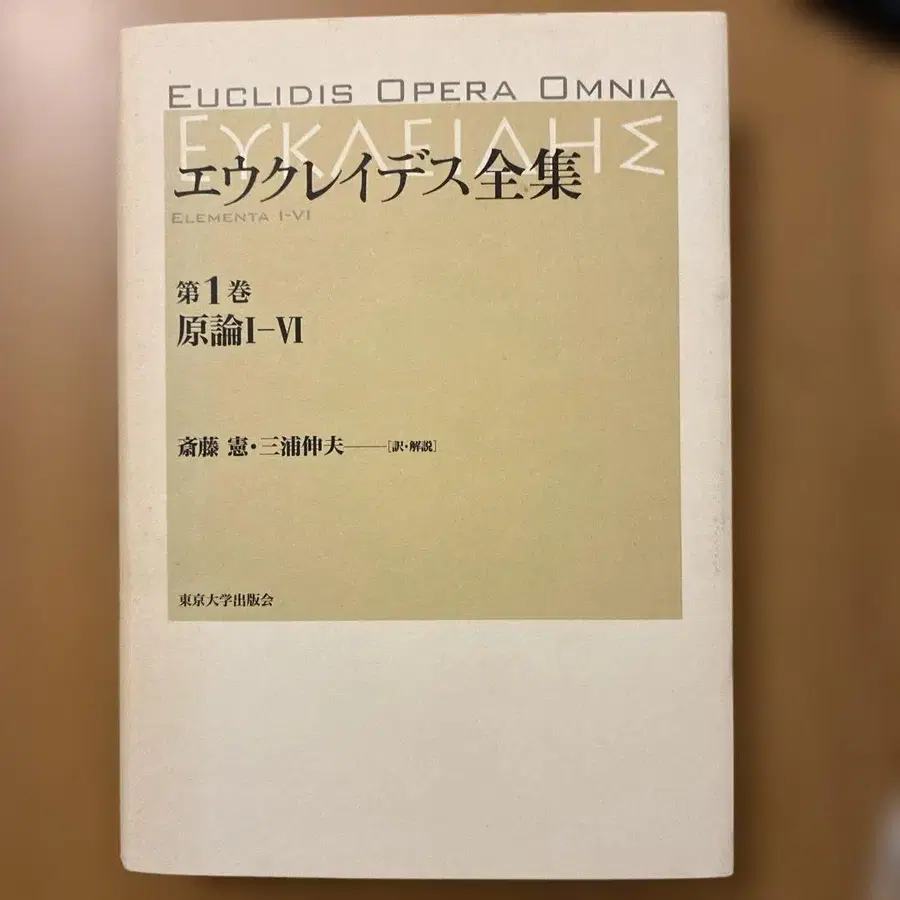 EUCLIDIS OPERA OMNIA
ΕΥΚΛΕΙΔΗΣ
エウクレイデス全集
ELEMENTA I-VI
第1巻
原論I-VI
斎藤 憲・三浦伸夫——[訳・解説]
東京大学出版会